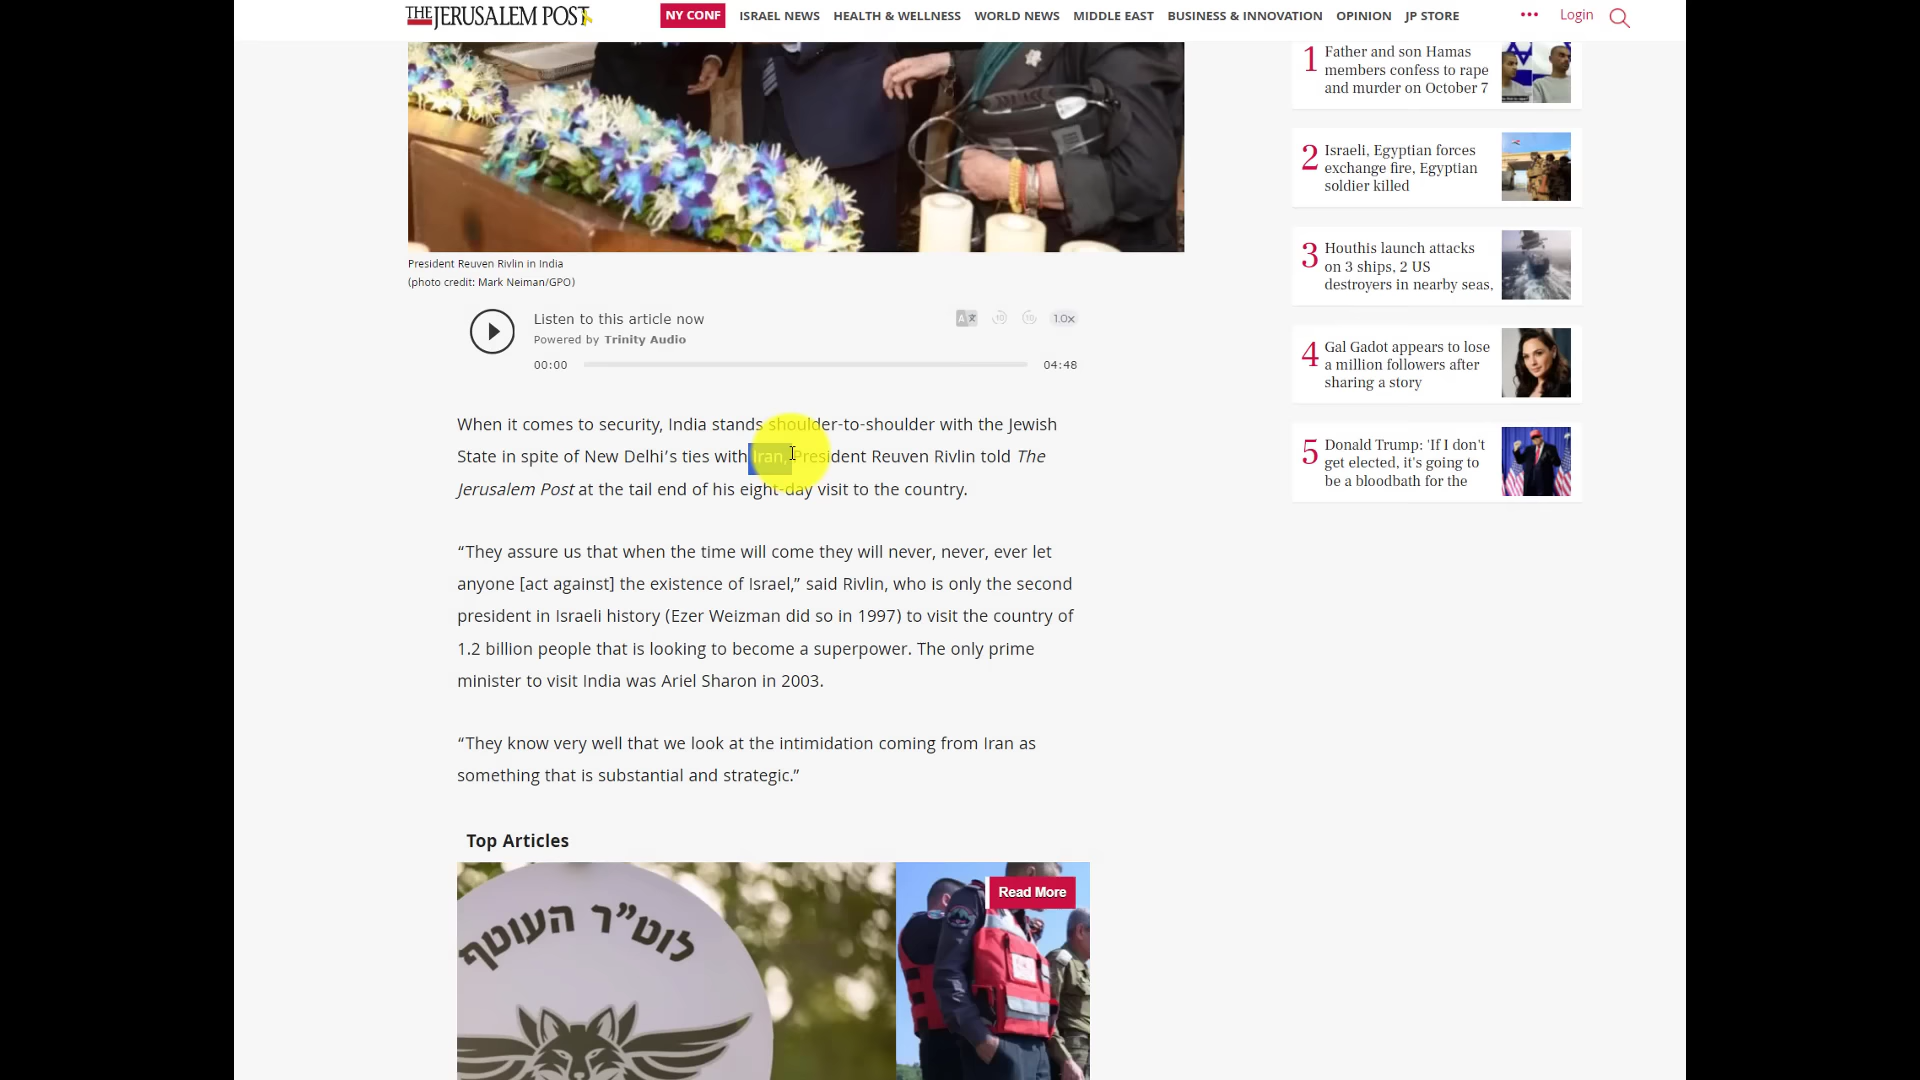 THE JERUSALEM POST
NY CONF
ISRAEL NEWS
HEALTH & WELLNESS
WORLD NEWS
MIDDLE EAST
BUSINESS & INNOVATION
OPINION
JP STORE
Login
President Reuven Rivlin in India
(photo credit: Mark Neiman/GPO)
Listen to this article now
Powered by Trinity Audio
10
10
1.0x
00:00
04:48
When it comes to security, India stands shoulder-to-shoulder with the Jewish
State in spite of New Delhi’s ties with Iran, President Reuven Rivlin told The
Jerusalem Post at the tail end of his eight-day visit to the country.
“They assure us that when the time will come they will never, never, ever let
anyone [act against] the existence of Israel,” said Rivlin, who is only the second
president in Israeli history (Ezer Weizman did so in 1997) to visit the country of
1.2 billion people that is looking to become a superpower. The only prime
minister to visit India was Ariel Sharon in 2003.
“They know very well that we look at the intimidation coming from Iran as
something that is substantial and strategic.”
Top Articles
לוט”ר העוטף
Read More
1
Father and son Hamas
members confess to rape
and murder on October 7
2
Israeli, Egyptian forces
exchange fire, Egyptian
soldier killed
3
Houthis launch attacks
on 3 ships, 2 US
destroyers in nearby seas,
4
Gal Gadot appears to lose
a million followers after
sharing a story
5
Donald Trump: 'If I don't
get elected, it's going to
be a bloodbath for the